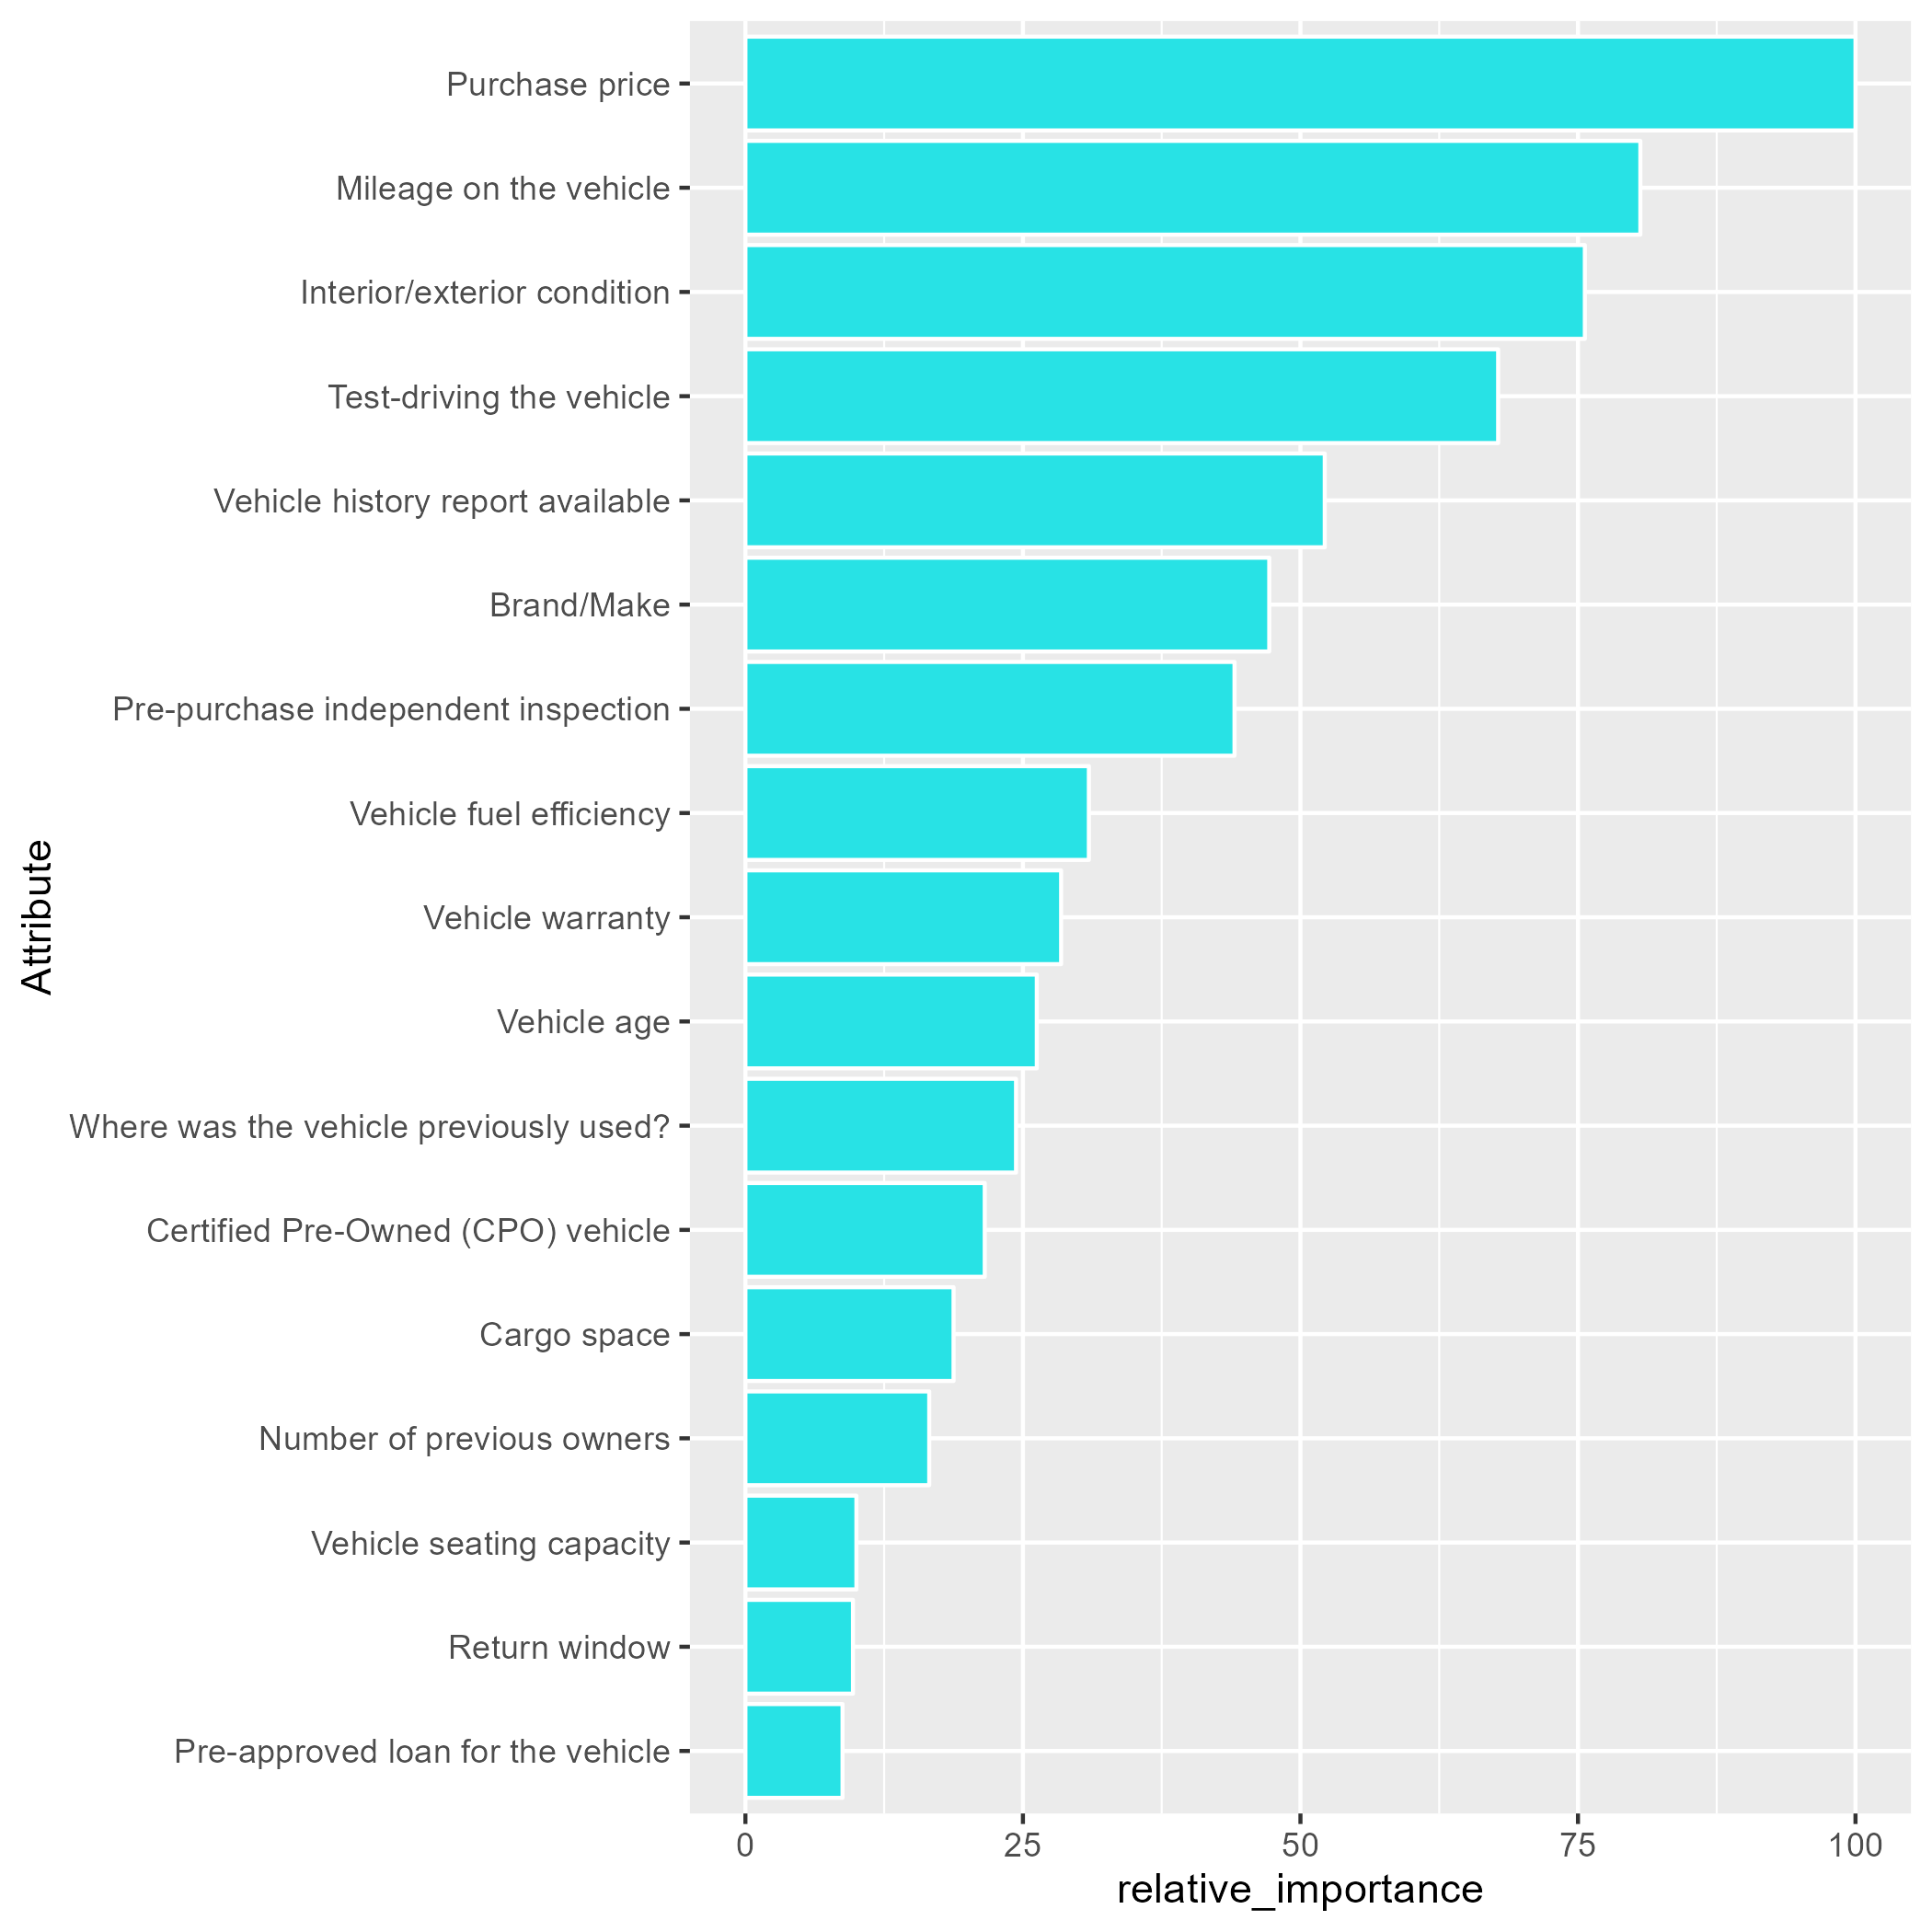 Purchase price
Mileage on the vehicle
Interior/exterior condition
Test-driving the vehicle
Vehicle history report available
Brand/Make
Pre-purchase independent inspection
Vehicle fuel efficiency
Vehicle warranty
Vehicle age
Where was the vehicle previously used?
Certified Pre-Owned (CPO) vehicle
Cargo space
Number of previous owners
Vehicle seating capacity
Return window
Pre-approved loan for the vehicle
Attribute
0 25 50 75 100
relative_importance